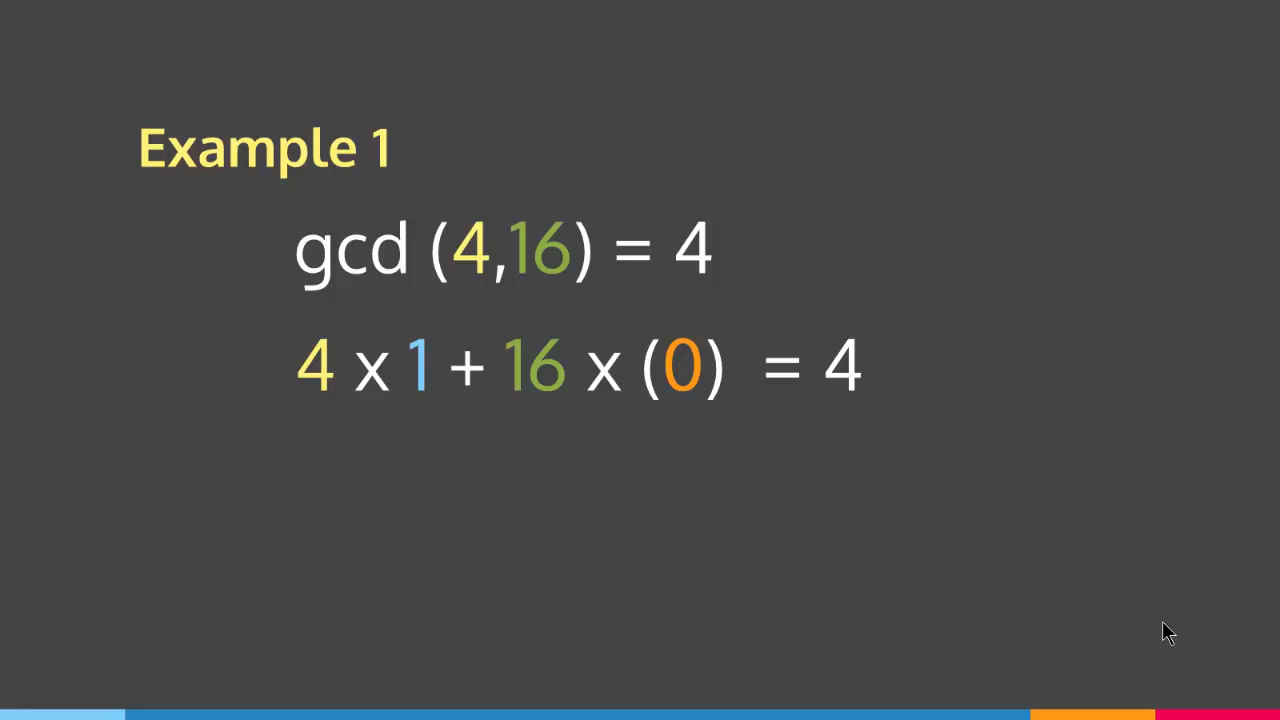 Example 1
gcd (4,16) = 4
4 x 1 + 16 x (0) = 4